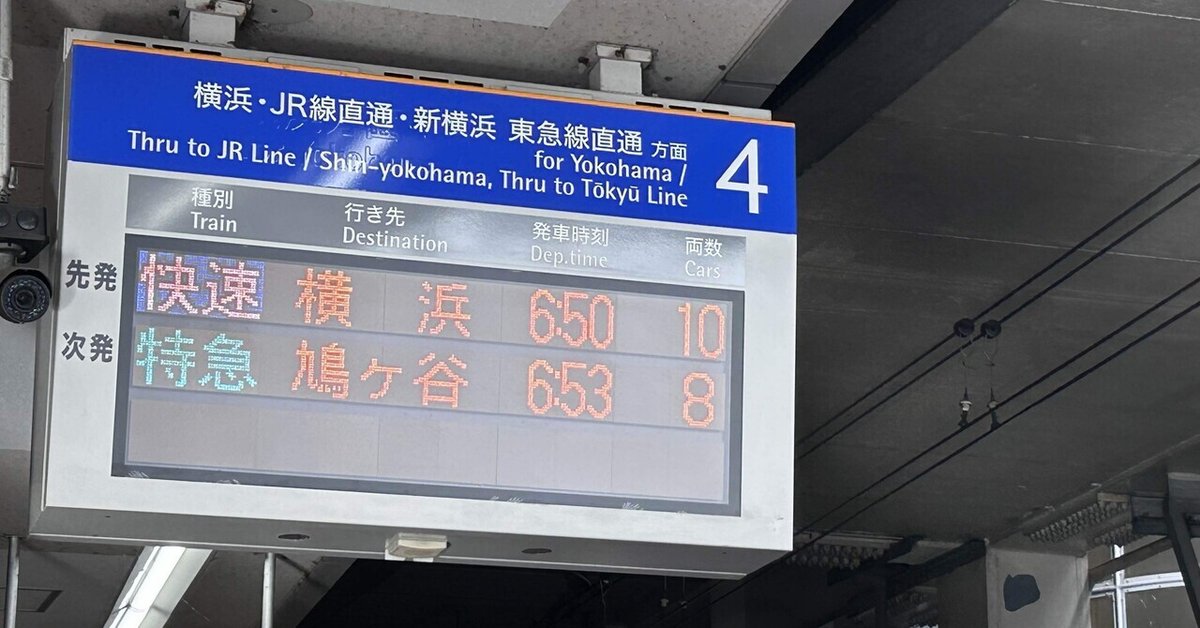 横浜・JR線直通・新横浜 東急線直通 方面
for Yokohama /
Thru to JR Line / Shin-yokohama, Thru to Tōkyū Line
4
種別 行き先 発車時刻 両数
Train Destination Dep.time Cars
先発 快速 横浜 6:50 10
次発 特急 鳩ヶ谷 6:53 8